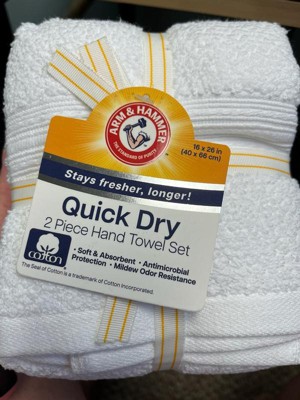 ARM & HAMMER
THE STANDARD OF PURITY
16 x 26 in
(40 x 66 cm)
Stays fresher, longer!
Quick Dry
2 Piece Hand Towel Set
• Soft & Absorbent • Antimicrobial
Protection • Mildew Odor Resistance
cotton
The Seal of Cotton is a trademark of Cotton Incorporated.